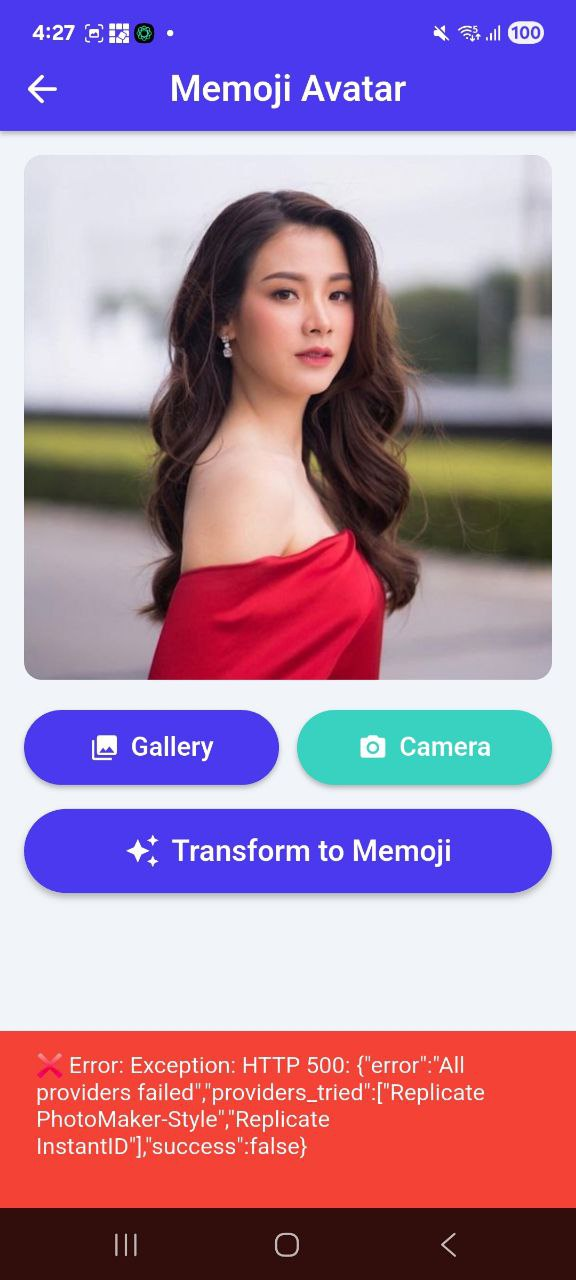 4:27
100
Memoji Avatar
Gallery
Camera
Transform to Memoji
❌ Error: Exception: HTTP 500: {"error":"All
providers failed","providers_tried":["Replicate
PhotoMaker-Style","Replicate
InstantID"],"success":false}